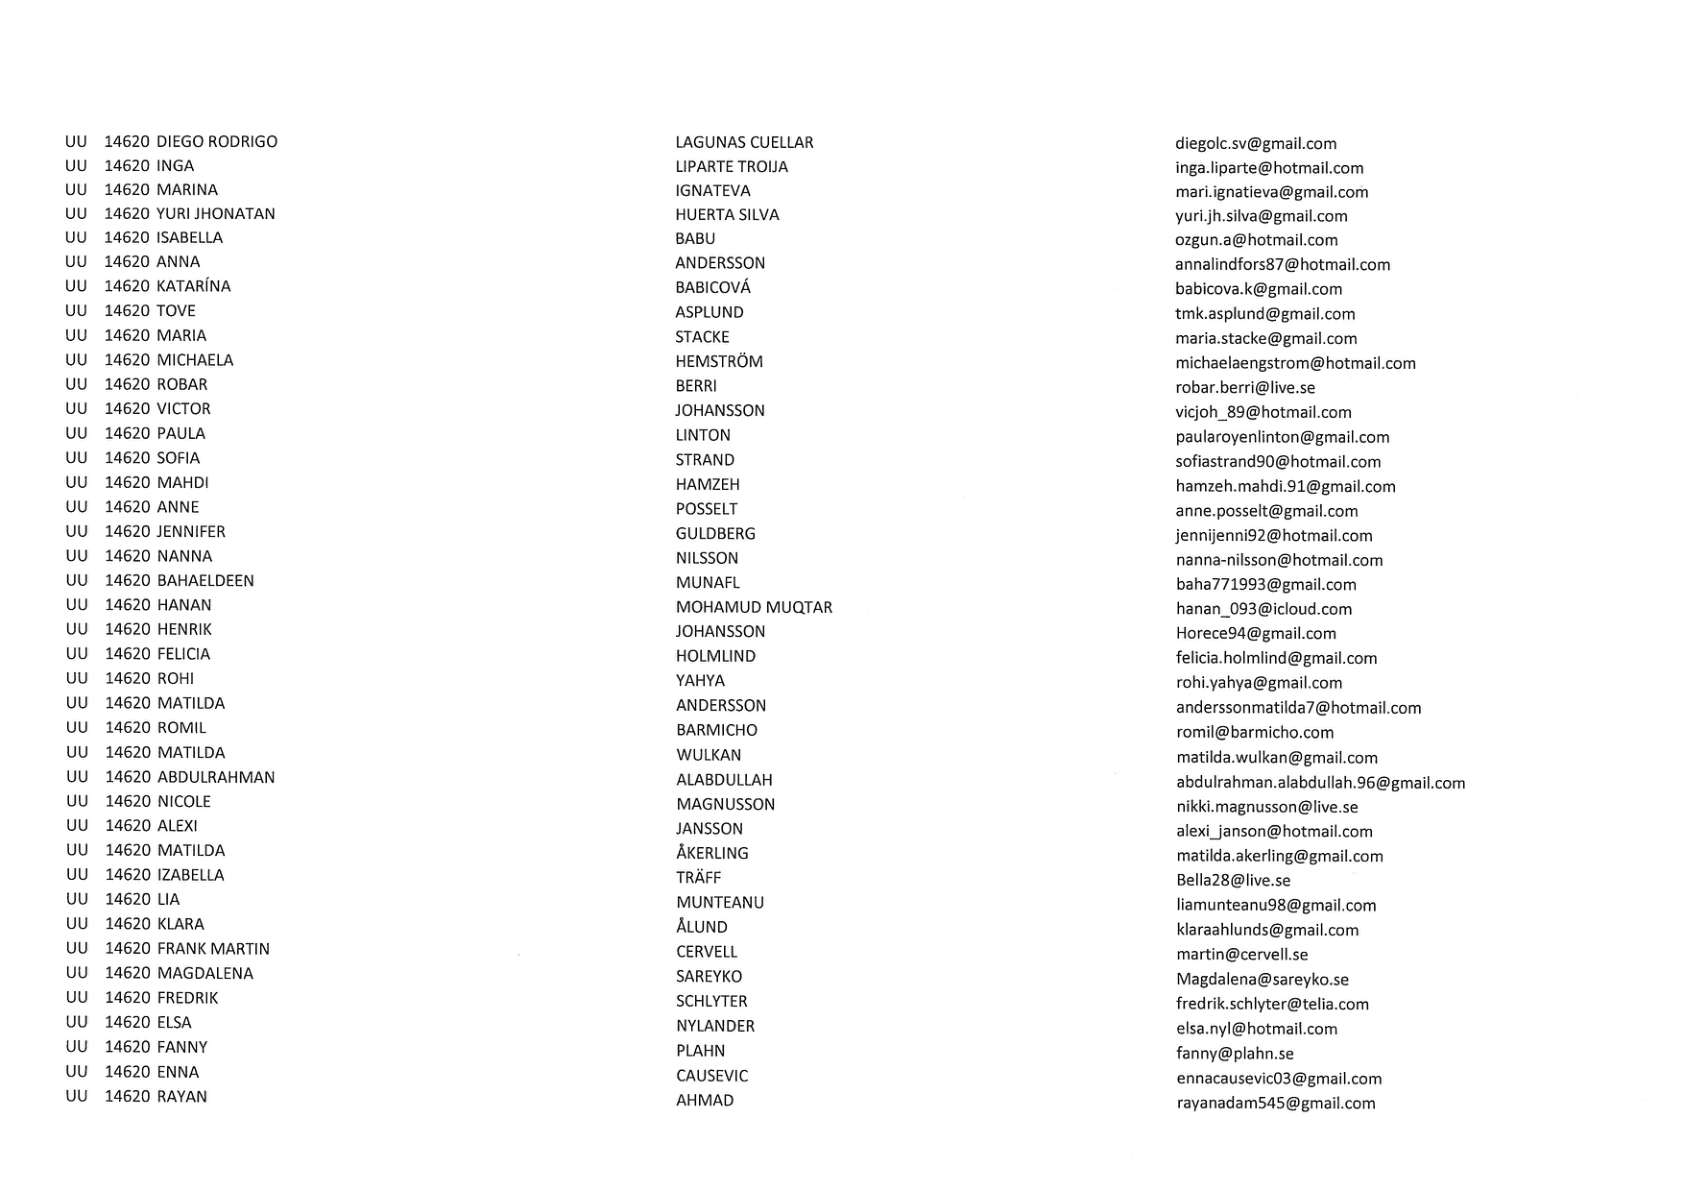 UU 14620 DIEGO RODRIGO LAGUNAS CUELLAR diegolc.sv@gmail.com
UU 14620 INGA LIPARTE TROIJA inga.liparte@hotmail.com
UU 14620 MARINA IGNATEVA mari.ignatieva@gmail.com
UU 14620 YURI JHONATAN HUERTA SILVA yuri.jh.silva@gmail.com
UU 14620 ISABELLA BABU ozgun.a@hotmail.com
UU 14620 ANNA ANDERSSON annalindfors87@hotmail.com
UU 14620 KATARÍNA BABICOVÁ babicova.k@gmail.com
UU 14620 TOVE ASPLUND tmk.asplund@gmail.com
UU 14620 MARIA STACKE maria.stacke@gmail.com
UU 14620 MICHAELA HEMSTRÖM michaelaengstrom@hotmail.com
UU 14620 ROBAR BERRI robar.berri@live.se
UU 14620 VICTOR JOHANSSON vicjoh_89@hotmail.com
UU 14620 PAULA LINTON paularoyenlinton@gmail.com
UU 14620 SOFIA STRAND sofiastrand90@hotmail.com
UU 14620 MAHDI HAMZEH hamzeh.mahdi.91@gmail.com
UU 14620 ANNE POSSELT anne.posselt@gmail.com
UU 14620 JENNIFER GULDBERG jennijenni92@hotmail.com
UU 14620 NANNA NILSSON nanna-nilsson@hotmail.com
UU 14620 BAHAELDEEN MUNAFL baha771993@gmail.com
UU 14620 HANAN MOHAMUD MUQTAR hanan_093@icloud.com
UU 14620 HENRIK JOHANSSON Horece94@gmail.com
UU 14620 FELICIA HOLMLIND felicia.holmlind@gmail.com
UU 14620 ROHI YAHYA rohi.yahya@gmail.com
UU 14620 MATILDA ANDERSSON anderssonmatilda7@hotmail.com
UU 14620 ROMIL BARMICHO romil@barmicho.com
UU 14620 MATILDA WULKAN matilda.wulkan@gmail.com
UU 14620 ABDULRAHMAN ALABDULLAH abdulrahman.alabdullah.96@gmail.com
UU 14620 NICOLE MAGNUSSON nikki.magnusson@live.se
UU 14620 ALEXI JANSSON alexi_janson@hotmail.com
UU 14620 MATILDA ÅKERLING matilda.akerling@gmail.com
UU 14620 IZABELLA TRÄFF Bella28@live.se
UU 14620 LIA MUNTEANU liamunteanu98@gmail.com
UU 14620 KLARA ÅLUND klaraahlunds@gmail.com
UU 14620 FRANK MARTIN CERVELL martin@cervell.se
UU 14620 MAGDALENA SAREYKO Magdalena@sareyko.se
UU 14620 FREDRIK SCHLYTER fredrik.schlyter@telia.com
UU 14620 ELSA NYLANDER elsa.nyl@hotmail.com
UU 14620 FANNY PLAHN fanny@plahn.se
UU 14620 ENNA CAUSEVIC ennacausevic03@gmail.com
UU 14620 RAYAN AHMAD rayanadam545@gmail.com